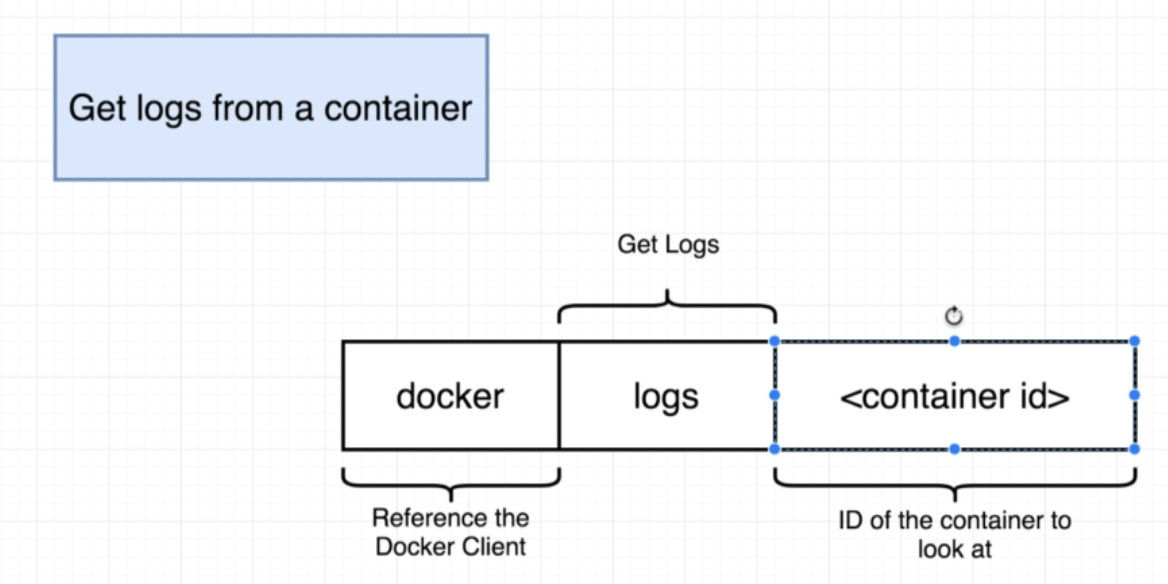 Get logs from a container
Get Logs
docker logs <container id>
Reference the
Docker Client
ID of the container to
look at